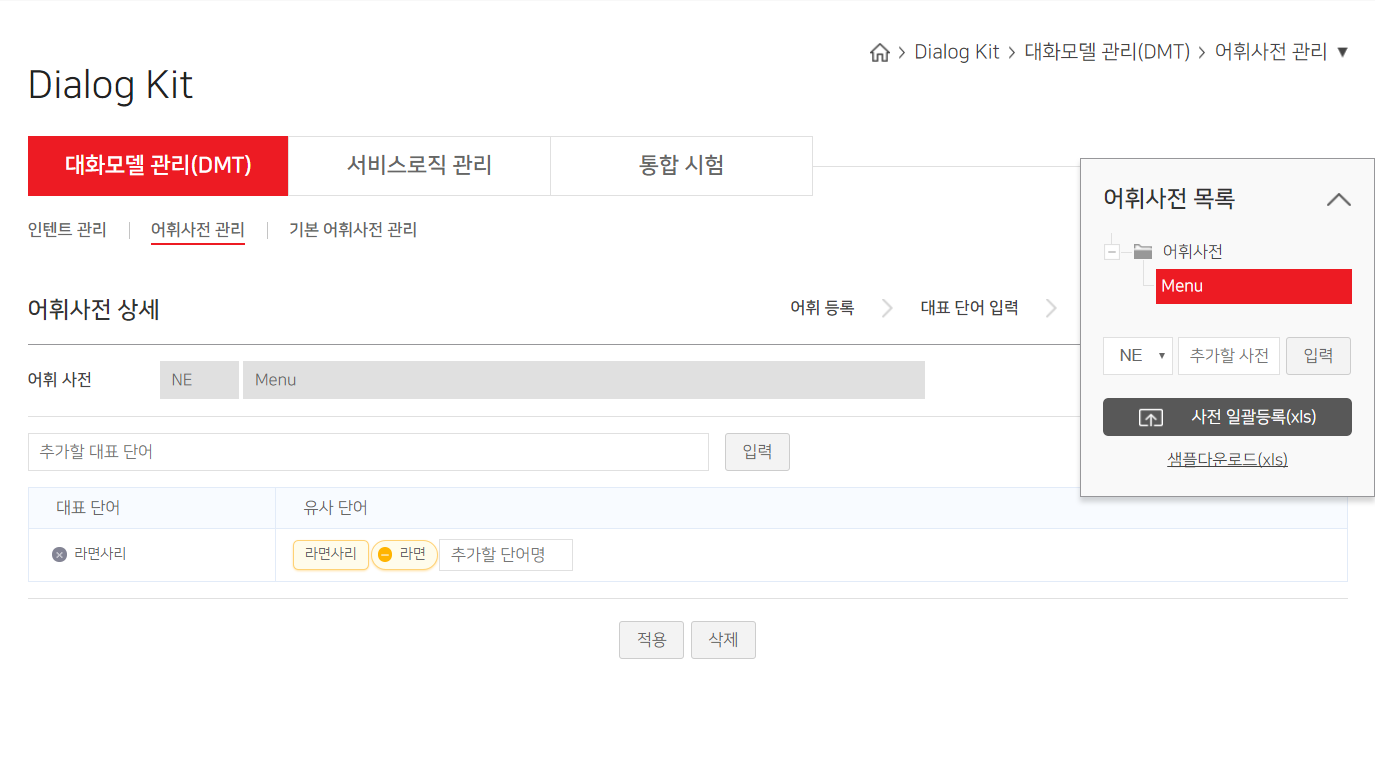 Dialog Kit > 대화모델 관리(DMT) > 어휘사전 관리 ▼
Dialog Kit
대화모델 관리(DMT) 서비스로직 관리 통합 시험
인텐트 관리 어휘사전 관리 기본 어휘사전 관리
어휘사전 상세 어휘 등록 대표 단어 입력
어휘 사전 NE Menu
추가할 대표 단어 입력
대표 단어 유사 단어
라면사리 라면사리 라면 추가할 단어명
적용 삭제
어휘사전 목록
어휘사전
Menu
NE ▼ 추가할 사전 입력
사전 일괄등록(xls)
샘플다운로드(xls)